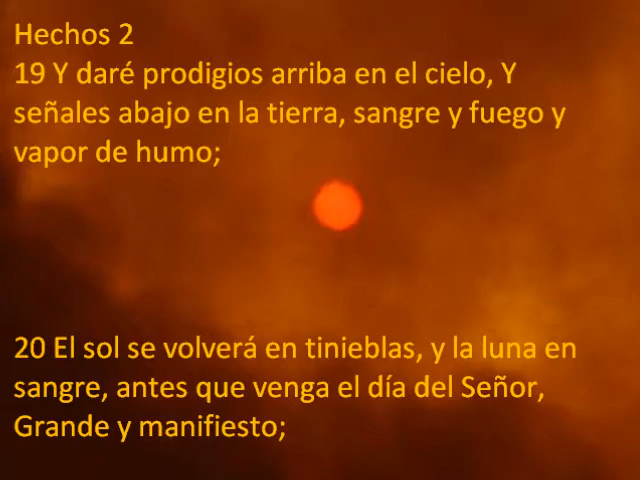 Hechos 2
19 Y daré prodigios arriba en el cielo, Y
señales abajo en la tierra, sangre y fuego y
vapor de humo;
20 El sol se volverá en tinieblas, y la luna en
sangre, antes que venga el día del Señor,
Grande y manifiesto;